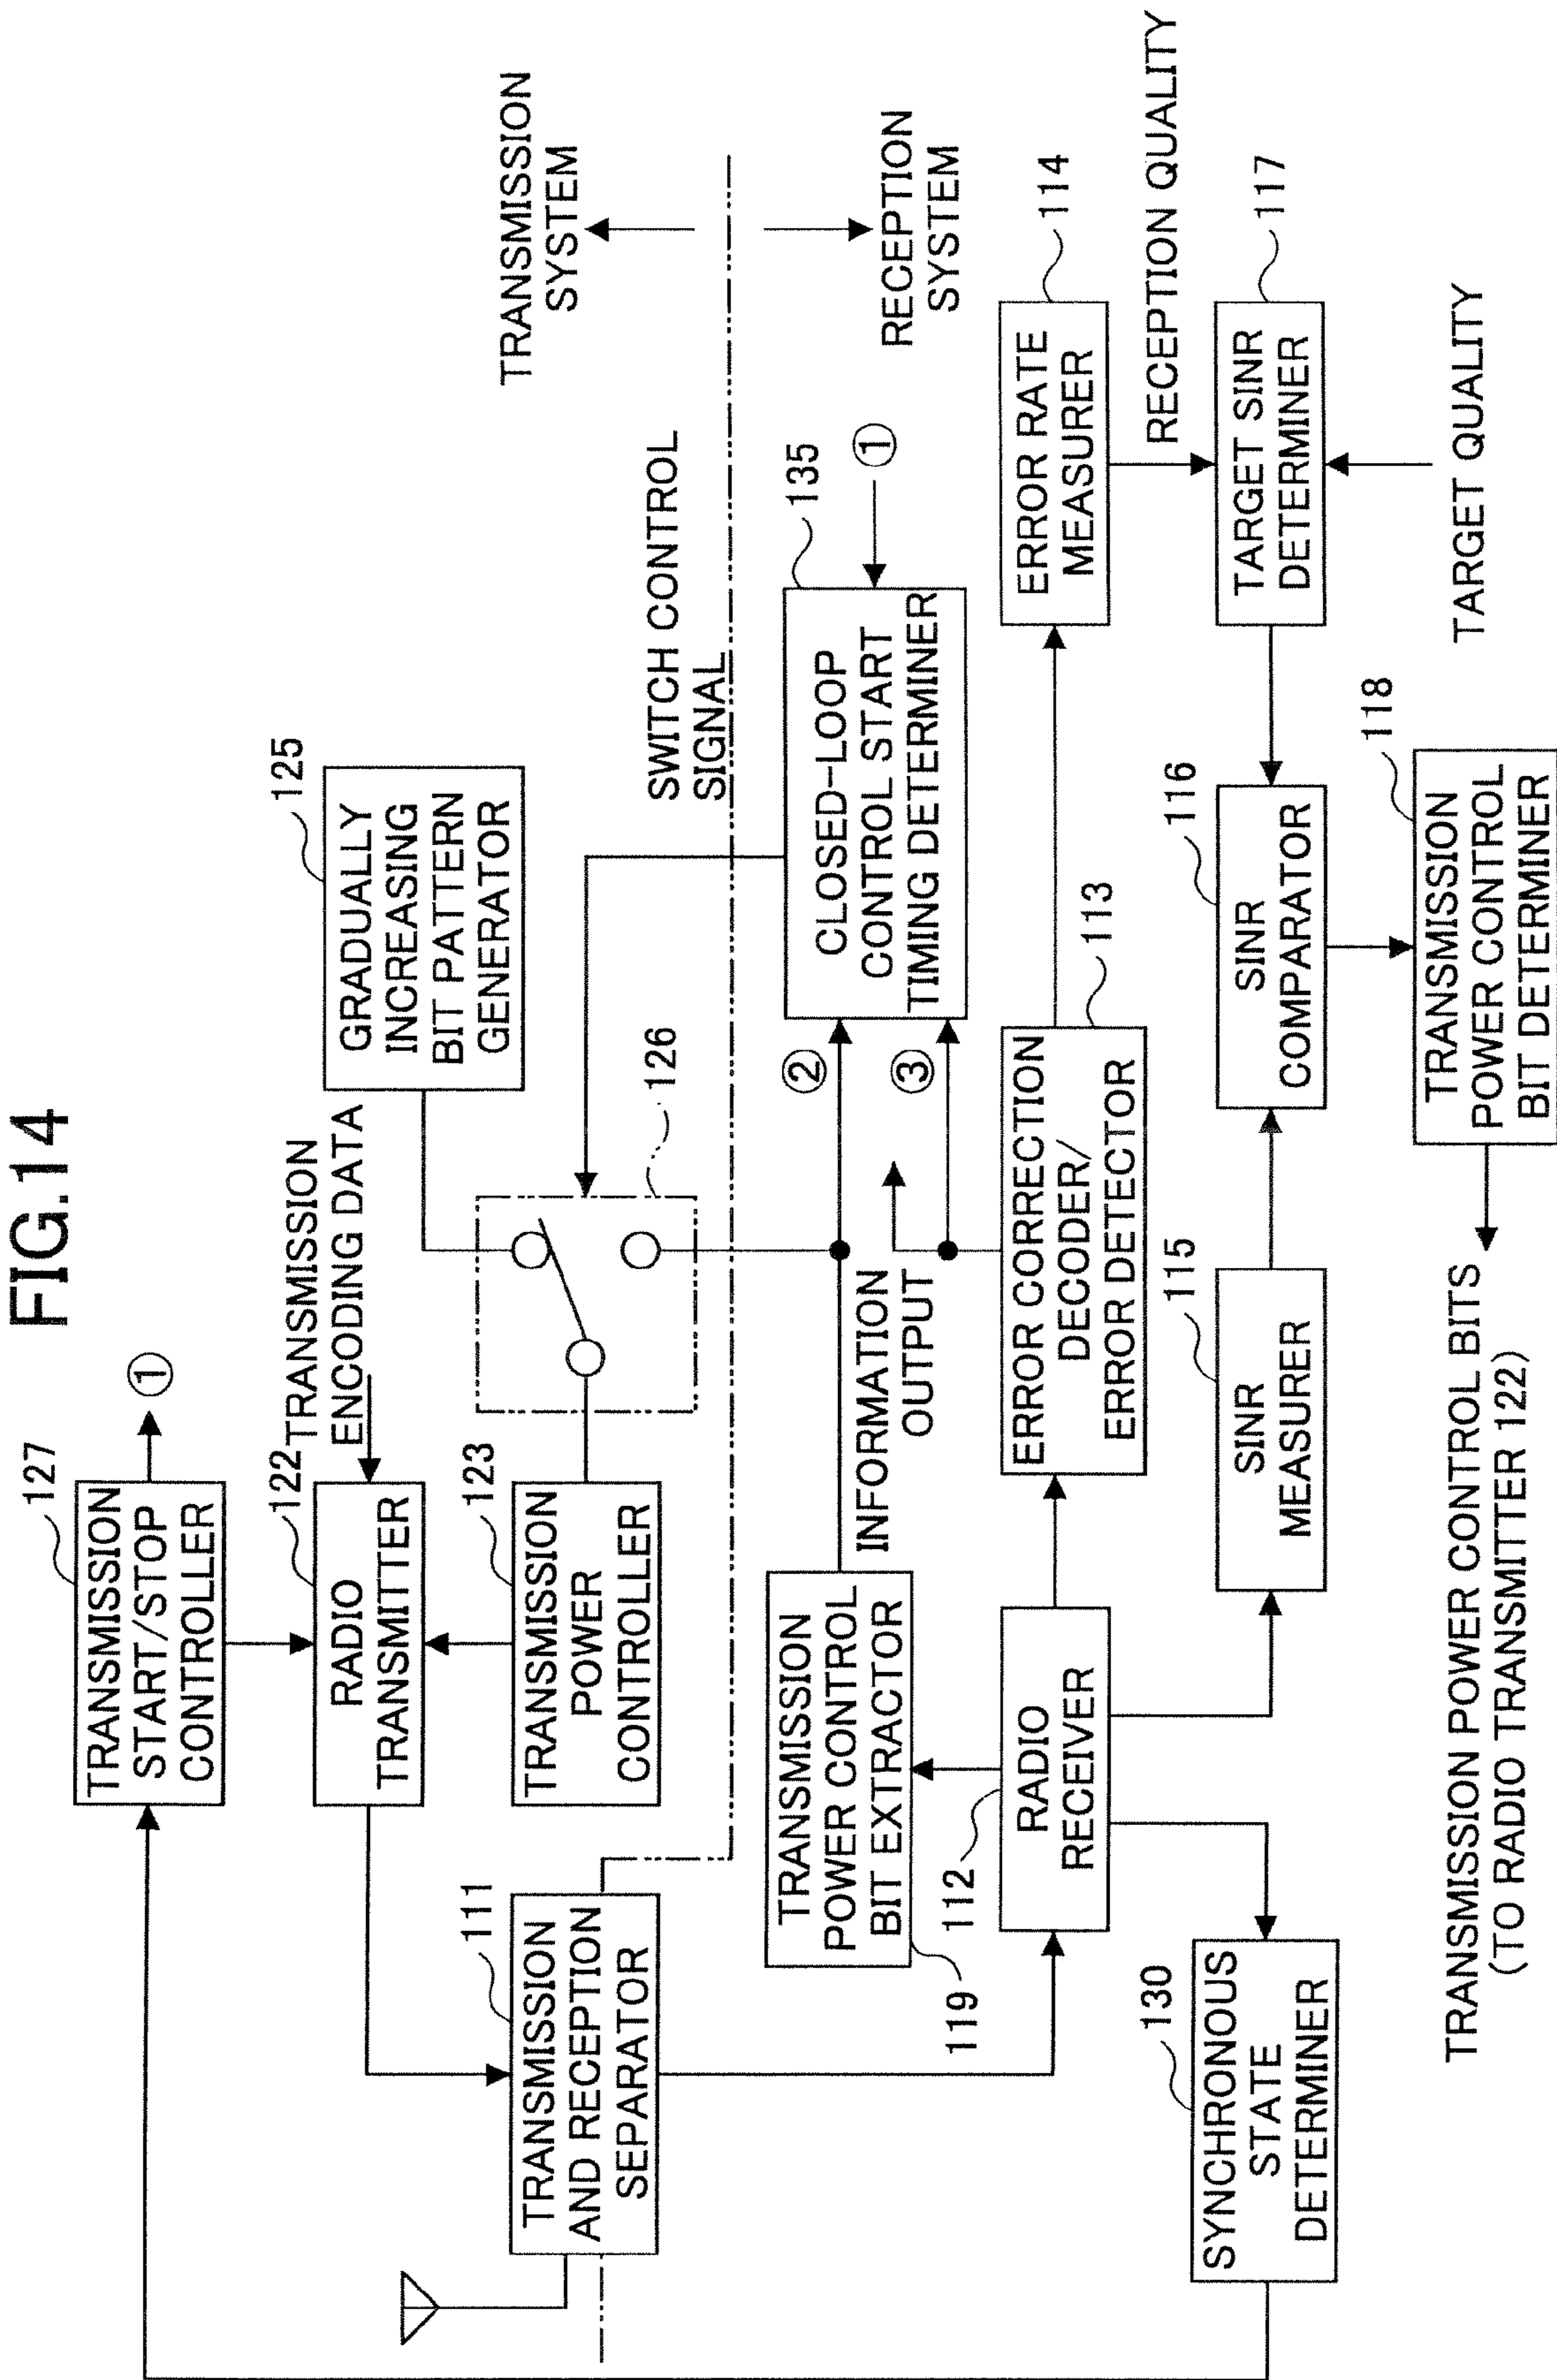 FIG.14
TRANSMISSION
START/STOP
CONTROLLER
127
①
RADIO
TRANSMITTER
122
TRANSMISSION
ENCODING DATA
TRANSMISSION
POWER
CONTROLLER
123
GRADUALLY
INCREASING
BIT PATTERN
GENERATOR
125
126
TRANSMISSION
AND RECEPTION
SEPARATOR
111
SWITCH CONTROL
SIGNAL
TRANSMISSION
SYSTEM
RECEPTION
SYSTEM
TRANSMISSION
POWER CONTROL
BIT EXTRACTOR
119
②
③
CLOSED-LOOP
CONTROL START
TIMING DETERMINER
135
①
INFORMATION
OUTPUT
RADIO
RECEIVER
112
ERROR CORRECTION
DECODER/
ERROR DETECTOR
113
ERROR RATE
MEASURER
114
RECEPTION QUALITY
SYNCHRONOUS
STATE
DETERMINER
130
SINR
MEASURER
115
SINR
COMPARATOR
116
TARGET SINR
DETERMINER
117
TARGET QUALITY
TRANSMISSION
POWER CONTROL
BIT DETERMINER
118
TRANSMISSION POWER CONTROL BITS
(TO RADIO TRANSMITTER 122)